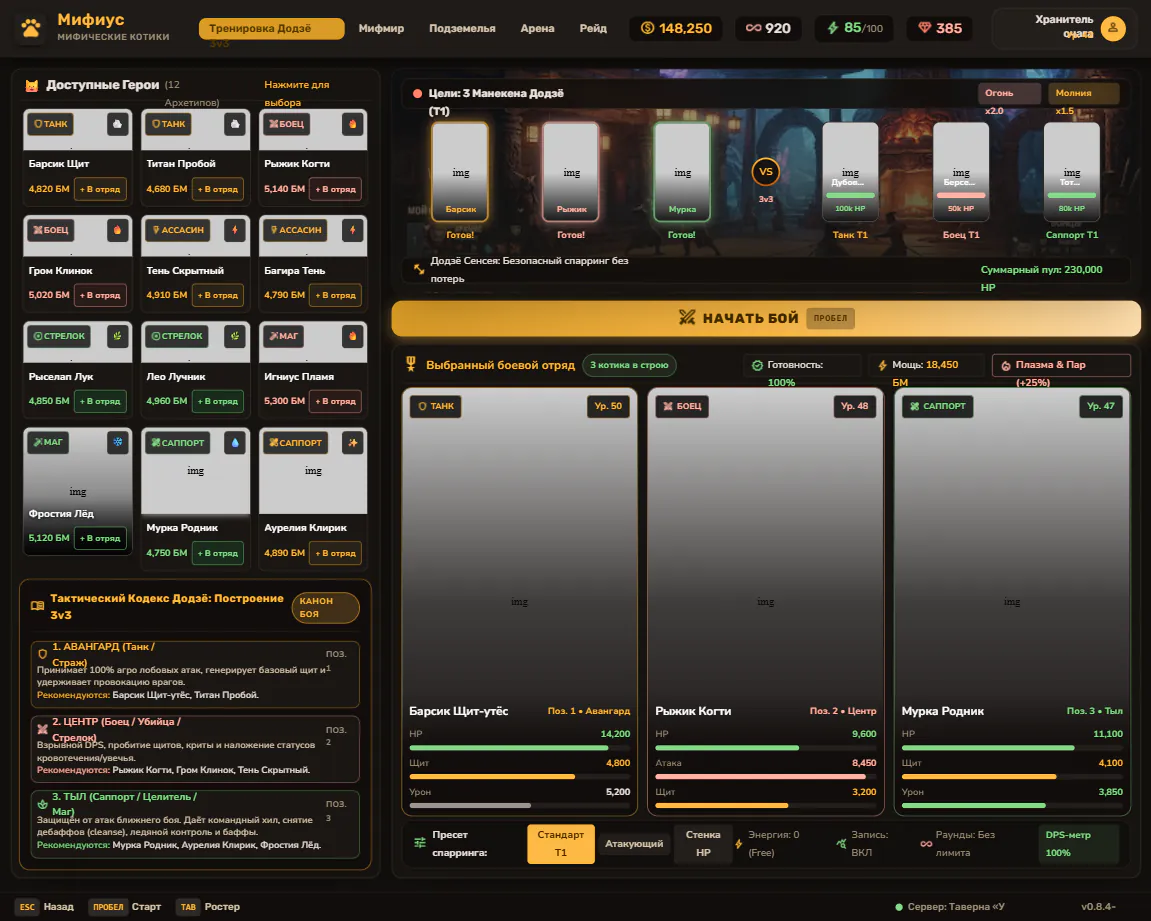 Мифиус
МИФИЧЕСКИЕ КОТИКИ
Тренировка Додзё
3v3
Мифмир
Подземелья
Арена
Рейд
148,250
920
85/100
385
Хранитель
очага
Доступные Герои (12
Архетипов)
Нажмите для
выбора
ТАНК
Барсик Щит
4,820 БМ + В отряд
ТАНК
Титан Пробой
4,680 БМ + В отряд
БОЕЦ
Рыжик Когти
5,140 БМ + В отряд
БОЕЦ
Гром Клинок
5,020 БМ + В отряд
АССАСИН
Тень Скрытный
4,910 БМ + В отряд
АССАСИН
Багира Тень
4,790 БМ + В отряд
СТРЕЛОК
Рыселап Лук
4,850 БМ + В отряд
СТРЕЛОК
Лео Лучник
4,960 БМ + В отряд
МАГ
Игниус Пламя
5,300 БМ + В отряд
МАГ
img
Фростия Лёд
5,120 БМ + В отряд
САППОРТ
img
Мурка Родник
4,750 БМ + В отряд
САППОРТ
img
Аурелия Клирик
4,890 БМ + В отряд
Тактический Кодекс Додзё: Построение
3v3
КАНОН
БОЯ
1. АВАНГАРД (Танк /
Страж)
ПОЗ.
1
Принимает 100% агро лобовых атак, генерирует базовый щит и
удерживает провокацию врагов.
Рекомендуются: Барсик Щит-утёс, Титан Пробой.
2. ЦЕНТР (Боец / Убийца /
Стрелок)
ПОЗ.
2
Взрывной DPS, пробитие щитов, криты и наложение статусов
кровотечения/увечья.
Рекомендуются: Рыжик Когти, Гром Клинок, Тень Скрытный.
3. ТЫЛ (Саппорт / Целитель /
Маг)
ПОЗ.
3
Защищён от атак ближнего боя. Даёт командный хил, снятие
дебаффов (cleanse), ледяной контроль и баффы.
Рекомендуются: Мурка Родник, Аурелия Клирик, Фростия Лёд.
Цели: 3 Манекена Додзё
(T1)
Огонь
x2.0
Молния
x1.5
img
Барсик
Готов!
img
Рыжик
Готов!
img
Мурка
Готов!
VS
3v3
img
Дубов...
100k HP
Танк T1
img
Берсе...
50k HP
Боец T1
img
Тот...
80k HP
Саппорт T1
Додзё Сенсея: Безопасный спарринг без
потерь
Суммарный пул: 230,000
HP
НАЧАТЬ БОЙ ПРОБЕЛ
Выбранный боевой отряд
3 котика в строю
Готовность:
100%
Мощь: 18,450
БМ
Плазма & Пар
(+25%)
ТАНК
Ур. 50
img
Барсик Щит-утёс
Поз. 1 • Авангард
HP 14,200
Щит 4,800
Урон 5,200
БОЕЦ
Ур. 48
img
Рыжик Когти
Поз. 2 • Центр
HP 9,600
Атака 8,450
Щит 3,200
САППОРТ
Ур. 47
img
Мурка Родник
Поз. 3 • Тыл
HP 11,100
Щит 4,100
Урон 3,850
Пресет
спарринга:
Стандарт
T1
Атакующий
Стенка
HP
Энергия: 0
(Free)
Запись:
ВКЛ
Раунды: Без
лимита
DPS-метр
100%
ESC Назад
ПРОБЕЛ Старт
TAB Ростер
Сервер: Таверна «У
v0.8.4-